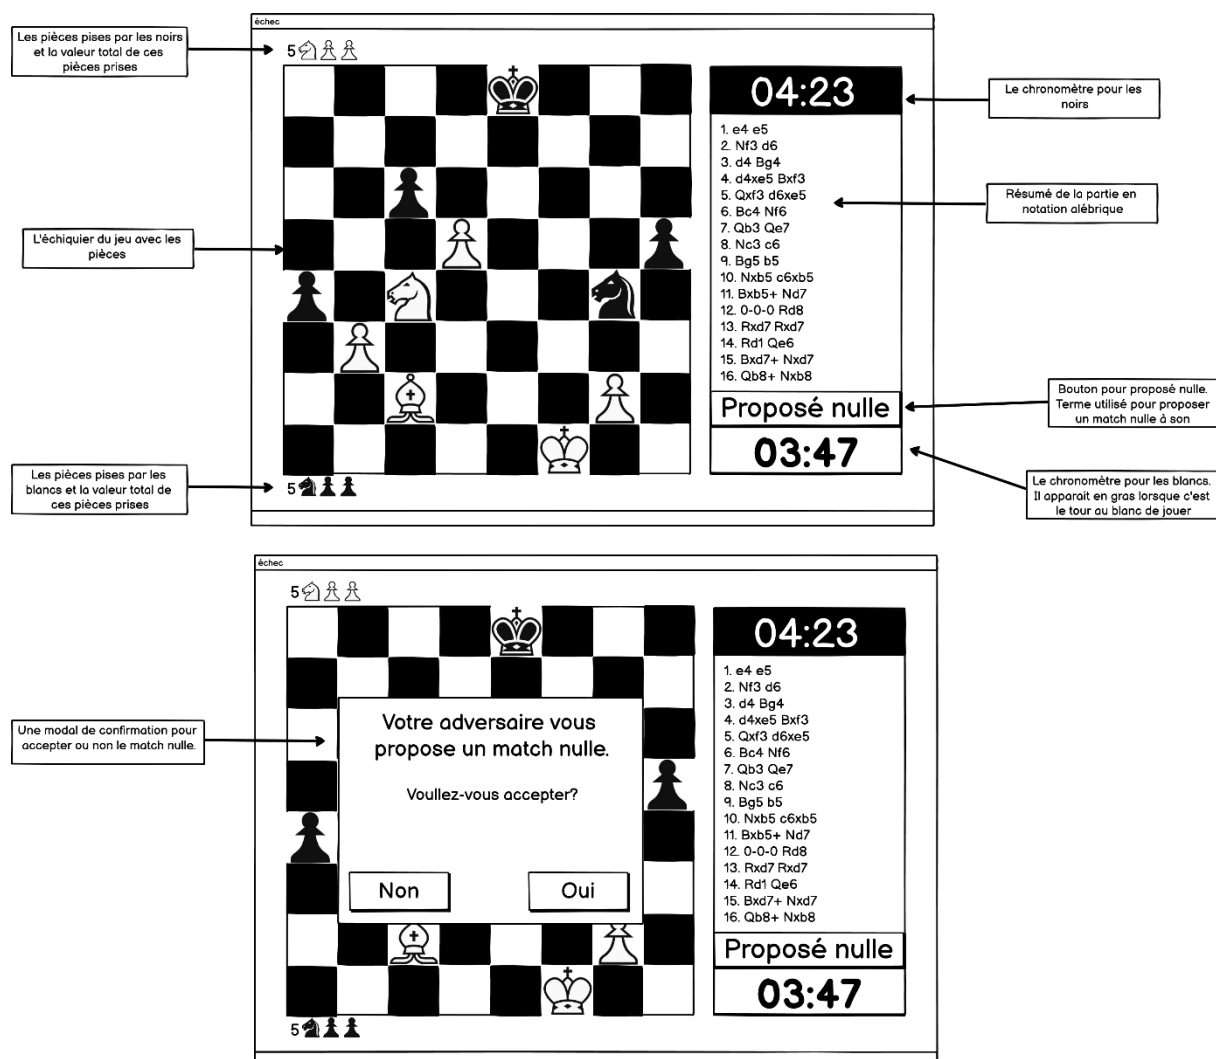 échec
Les pièces pises par les noirs
et la valeur total de ces
pièces prises
5
04:23
Le chronomètre pour les
noirs
1. e4 e5
2. Nf3 d6
3. d4 Bg4
4. d4xe5 Bxf3
5. Qxf3 d6xe5
6. Bc4 Nf6
7. Qb3 Qe7
8. Nc3 c6
9. Bg5 b5
10. Nxb5 c6xb5
11. Bxb5+ Nd7
12. 0-0-0 Rd8
13. Rxd7 Rxd7
14. Rd1 Qe6
15. Bxd7+ Nxd7
16. Qb8+ Nxb8
Résumé de la partie en
notation alébrique
L'échiquier du jeu avec les
pièces
Proposé nulle
Bouton pour proposé nulle.
Terme utilisé pour proposer
un match nulle à son
03:47
Le chronomètre pour les blancs.
Il apparait en gras lorsque c'est
le tour au blanc de jouer
Les pièces pises par les
blancs et la valeur total de
ces pièces prises
5
échec
5
04:23
1. e4 e5
2. Nf3 d6
3. d4 Bg4
4. d4xe5 Bxf3
5. Qxf3 d6xe5
6. Bc4 Nf6
7. Qb3 Qe7
8. Nc3 c6
9. Bg5 b5
10. Nxb5 c6xb5
11. Bxb5+ Nd7
12. 0-0-0 Rd8
13. Rxd7 Rxd7
14. Rd1 Qe6
15. Bxd7+ Nxd7
16. Qb8+ Nxb8
Une modal de confirmation pour
accepter ou non le match nulle.
Votre adversaire vous
propose un match nulle.
Voullez-vous accepter?
Non
Oui
Proposé nulle
03:47
5